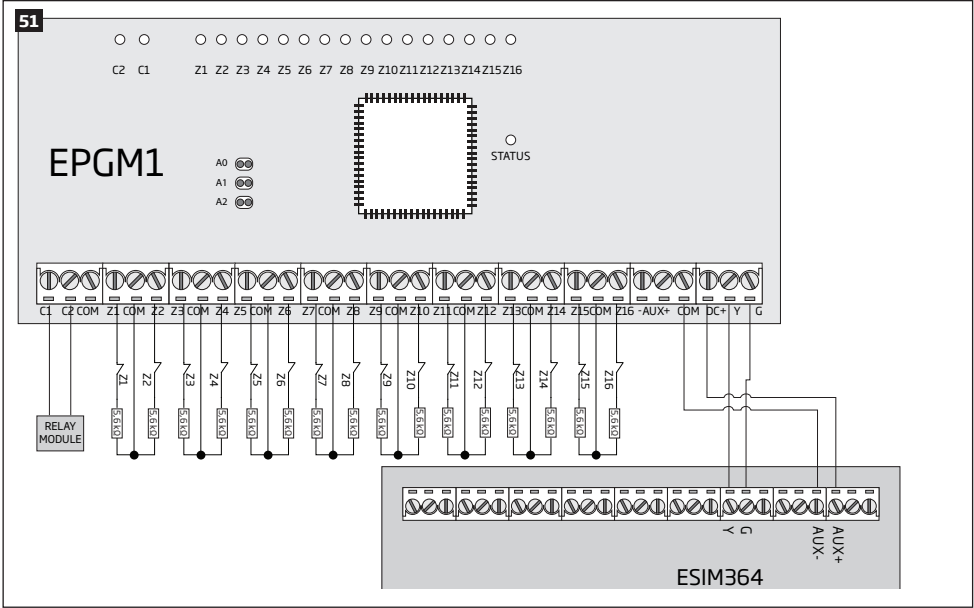 51
C2 C1 Z1 Z2 Z3 Z4 Z5 Z6 Z7 Z8 Z9 Z10 Z11 Z12 Z13 Z14 Z15 Z16
STATUS
EPGM1
A0
A1
A2
C1 C2 COM Z1 COM Z2 Z3 COM Z4 Z5 COM Z6 Z7 COM Z8 Z9 COM Z10 Z11 COM Z12 Z13 COM Z14 Z15 COM Z16 -AUX+ COM DC+ Y G
Z1 Z2 Z3 Z4 Z5 Z6 Z7 Z8 Z9 Z10 Z11 Z12 Z13 Z14 Z15 Z16
5,6kΩ 5,6kΩ 5,6kΩ 5,6kΩ 5,6kΩ 5,6kΩ 5,6kΩ 5,6kΩ 5,6kΩ 5,6kΩ 5,6kΩ 5,6kΩ 5,6kΩ 5,6kΩ 5,6kΩ 5,6kΩ
RELAY
MODULE
Y G AUX- AUX+
ESIM364